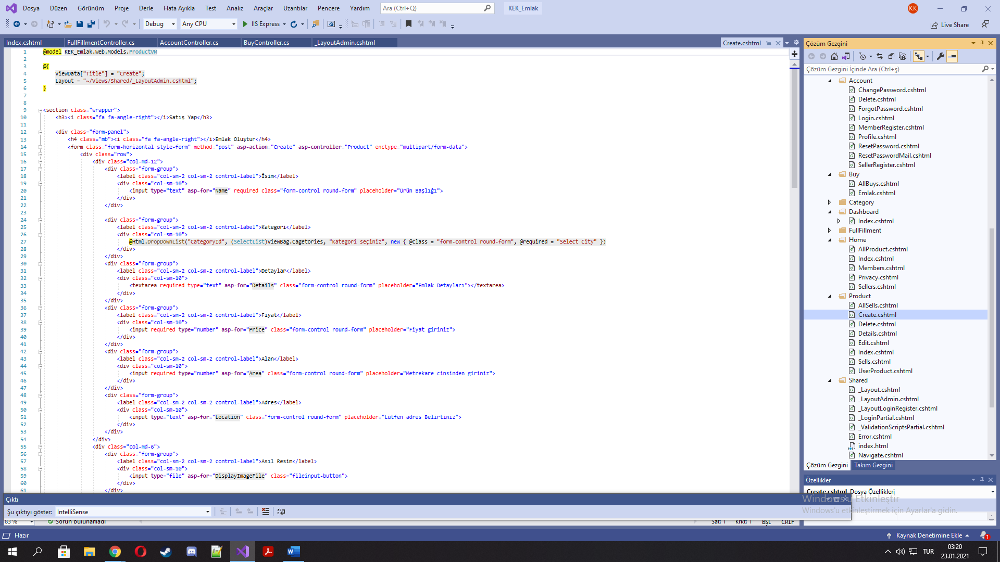 Dosya Düzen Görünüm Proje Derle Hata Ayıkla Test Analiz Araçlar Uzantılar Pencere Yardım Ara (Ctrl+Q) KEK_Emlak KK
Debug Any CPU IIS Express Live Share
Index.cshtml FullFillmentController.cs AccountController.cs BuyController.cs _LayoutAdmin.cshtml Create.cshtml
1 @model KEK_Emlak.Web.Models.ProductVM
2
3 @{
4 ViewData["Title"] = "Create";
5 Layout = "~/Views/Shared/_LayoutAdmin.cshtml";
6 }
7
8
9 <section class="wrapper">
10 <h3><i class="fa fa-angle-right"></i>Satış Yap</h3>
11
12 <div class="form-panel">
13 <h4 class="mb"><i class="fa fa-angle-right"></i>Emlak Oluştur</h4>
14 <form class="form-horizontal style-form" method="post" asp-action="Create" asp-controller="Product" enctype="multipart/form-data">
15 <div class="row">
16 <div class="col-md-12">
17 <div class="form-group">
18 <label class="col-sm-2 col-sm-2 control-label">İsim</label>
19 <div class="col-sm-10">
20 <input type="text" asp-for="Name" required class="form-control round-form" placeholder="Ürün Başlığı">
21 </div>
22 </div>
23
24 <div class="form-group">
25 <label class="col-sm-2 col-sm-2 control-label">Kategori</label>
26 <div class="col-sm-10">
27 @Html.DropDownList("CategoryId", (SelectList)ViewBag.Cagetories, "Kategori seçiniz", new { @class = "form-control round-form", @required = "Select City" })
28 </div>
29 </div>
30 <div class="form-group">
31 <label class="col-sm-2 col-sm-2 control-label">Detaylar</label>
32 <div class="col-sm-10">
33 <textarea required type="text" asp-for="Details" class="form-control round-form" placeholder="Emlak Detayları"></textarea>
34 </div>
35 </div>
36 <div class="form-group">
37 <label class="col-sm-2 col-sm-2 control-label">Fiyat</label>
38 <div class="col-sm-10">
39 <input required type="number" asp-for="Price" class="form-control round-form" placeholder="Fiyat giriniz">
40 </div>
41 </div>
42 <div class="form-group">
43 <label class="col-sm-2 col-sm-2 control-label">Alan</label>
44 <div class="col-sm-10">
45 <input required type="number" asp-for="Area" class="form-control round-form" placeholder="Metrekare cinsinden giriniz">
46 </div>
47 </div>
48 <div class="form-group">
49 <label class="col-sm-2 col-sm-2 control-label">Adres</label>
50 <div class="col-sm-10">
51 <input type="text" asp-for="Location" class="form-control round-form" placeholder="Lütfen adres Belirtiniz">
52 </div>
53 </div>
54 </div>
55 <div class="col-md-6">
56 <div class="form-group">
57 <label class="col-sm-2 col-sm-2 control-label">Asıl Resim</label>
58 <div class="col-sm-10">
59 <input type="file" asp-for="DisplayImageFile" class="fileinput-button">
60 </div>
61 </div>
Çıktı
Şu çıktıyı göster: IntelliSense
83 % Sorun bulunamadı Sat: 1 Krkt: 1 BŞL CRLF
Çözüm Gezgini
Çözüm Gezgini İçinde Ara (Ctrl+ş)
Account
ChangePassword.cshtml
Delete.cshtml
ForgotPassword.cshtml
Login.cshtml
MemberRegister.cshtml
Profile.cshtml
ResetPassword.cshtml
ResetPasswordMail.cshtml
SellerRegister.cshtml
Buy
AllBuys.cshtml
Emlak.cshtml
Category
Dashboard
Index.cshtml
FullFillment
Home
AllProduct.cshtml
Index.cshtml
Members.cshtml
Privacy.cshtml
Sellers.cshtml
Product
AllSells.cshtml
Create.cshtml
Delete.cshtml
Details.cshtml
Edit.cshtml
Index.cshtml
Sells.cshtml
UserProduct.cshtml
Shared
_Layout.cshtml
_LayoutAdmin.cshtml
_LayoutLoginRegister.cshtml
_LoginPartial.cshtml
_ValidationScriptsPartial.cshtml
Error.cshtml
index.html
Navigate.cshtml
Çözüm Gezgini Takım Gezgini
Özellikler
Create.cshtml Dosya Özellikleri
Windows'u Etkinleştir
Windows'u etkinleştirmek için Ayarlar'a gidin.
Hazır Kaynak Denetimine Ekle 1
TUR 03:20
23.01.2021